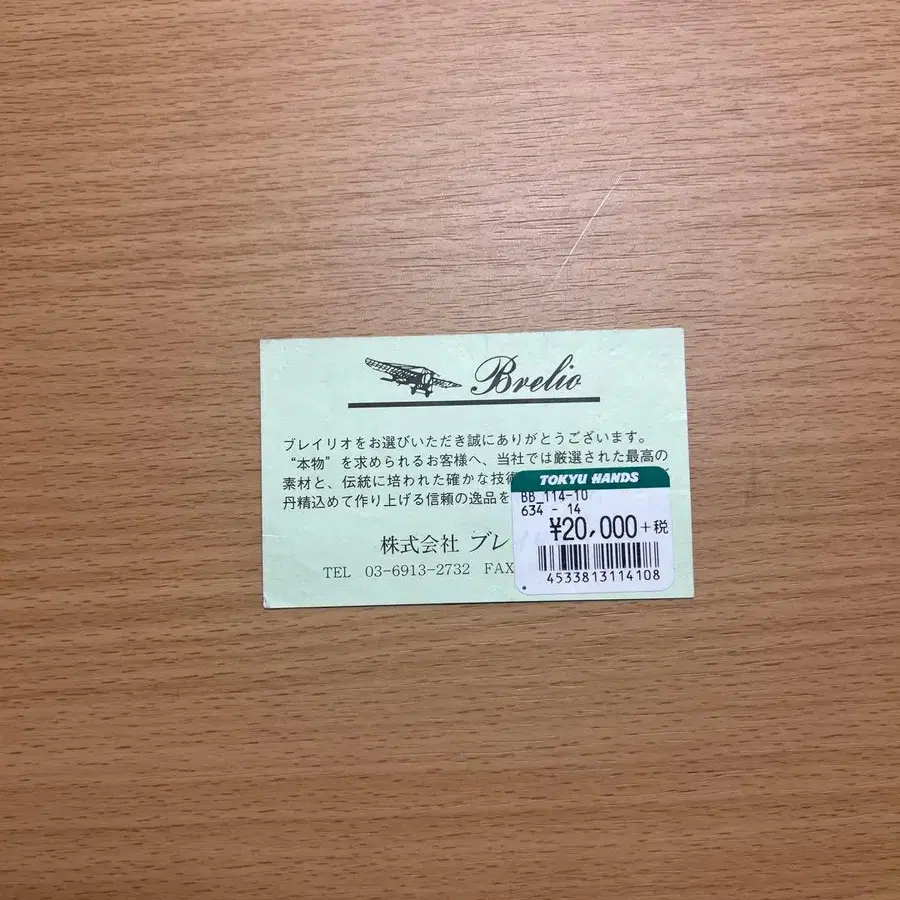 Brelio
ブレイリオをお選びいただき誠にありがとうございます。
“本物”を求められるお客様へ、当社では厳選された最高の
素材と、伝統に培われた確かな技
丹精込めて作り上げる信頼の逸品を
株式会社 ブレ
TEL 03-6913-2732 FAX
TOKYU HANDS
BB_114-10
634 - 14
¥20,000+税
4533813114108